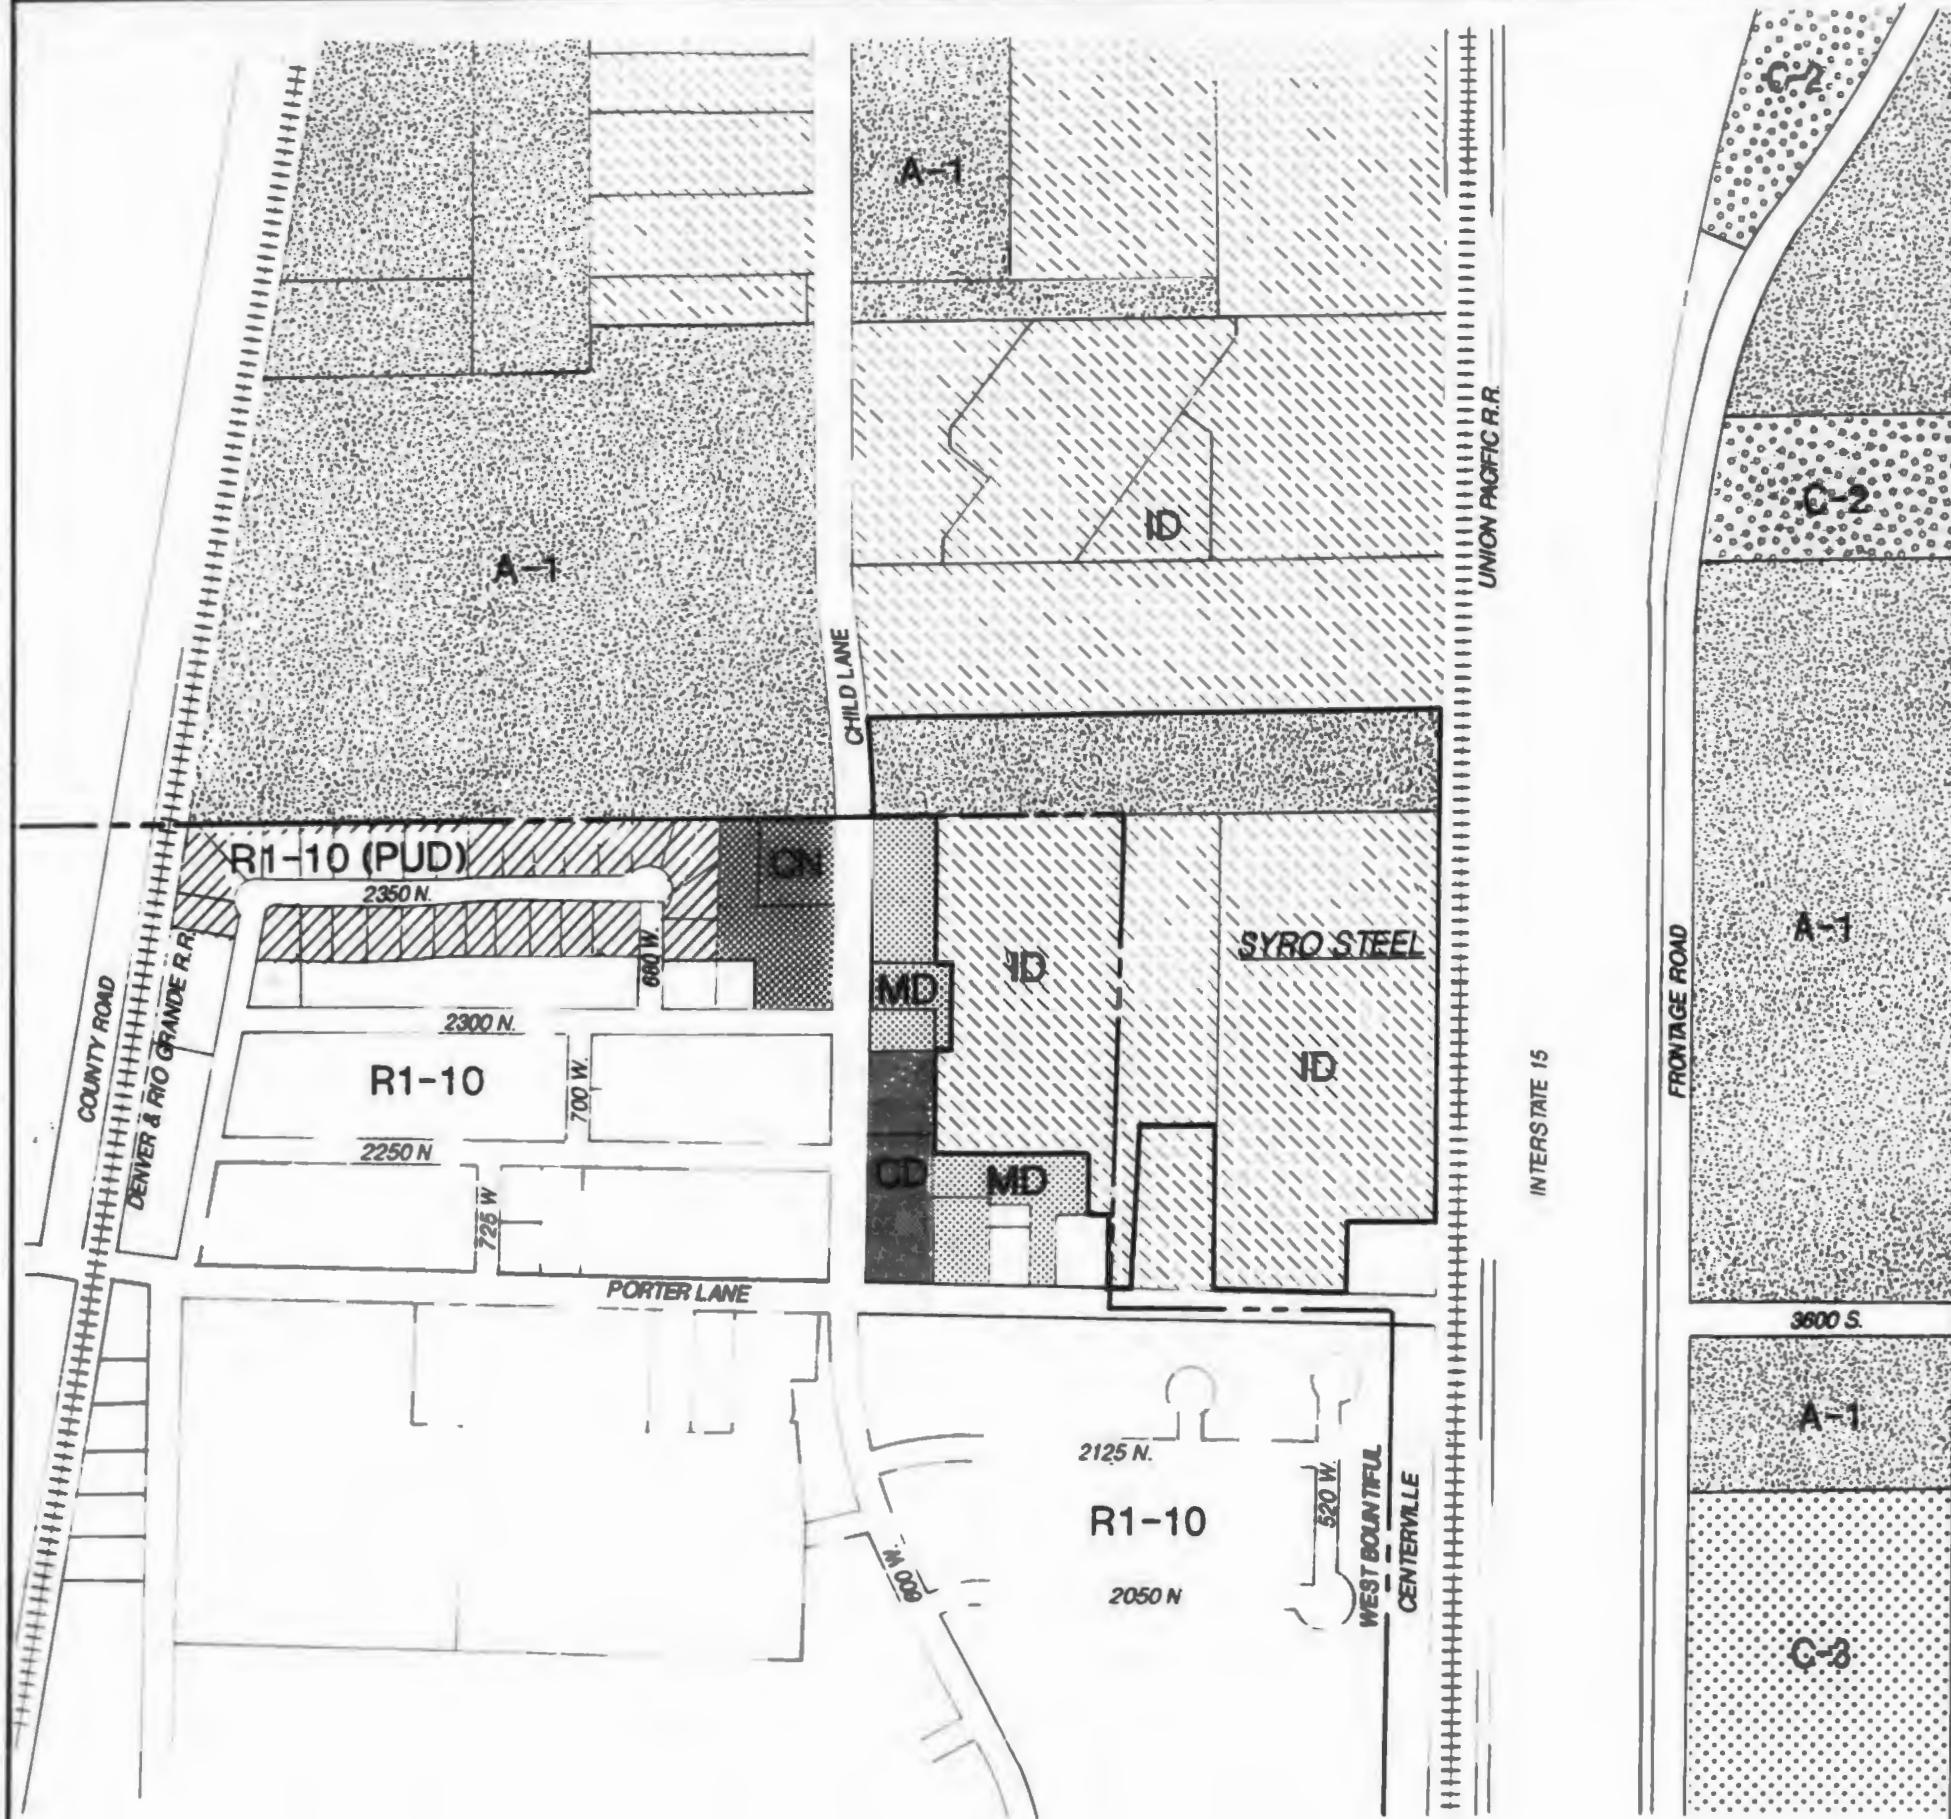 C-2
A-1
C-2
ID
UNION PACIFIC R.R.
A-1
CHILD LANE
R1-10 (PUD)
CN
2350 N.
A-1
SYRO STEEL
ID
MD
680 W.
FRONTAGE ROAD
COUNTY ROAD
DENVER & RIO GRANDE R.R.
2300 N.
ID
R1-10
700 W.
INTERSTATE 15
2250 N
CD
MD
725 W
PORTER LANE
3600 S.
A-1
2125 N.
520 W.
WEST BOUNTIFUL
CENTERVILLE
R1-10
600 W.
2050 N
C-3